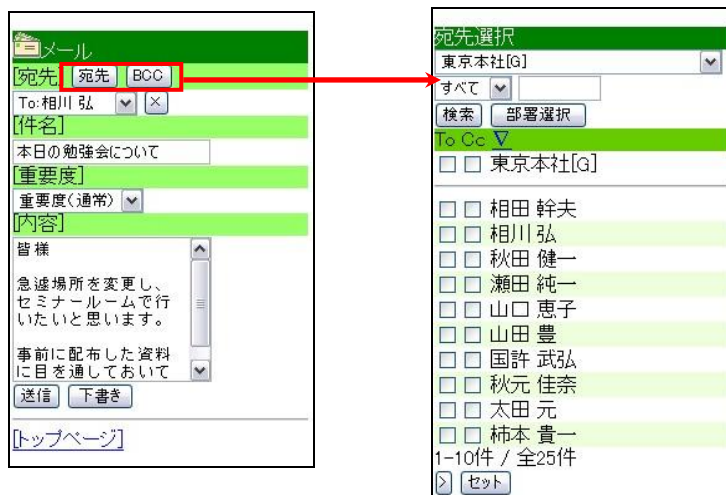 メール
[宛先] 宛先 BCC
To:相川 弘
[件名]
本日の勉強会について
[重要度]
重要度(通常)
[内容]
皆様
急遽場所を変更し、
セミナールームで行
いたいと思います。
事前に配布した資料
に目を通しておいて
送信 下書き
[トップページ]
宛先選択
東京本社[G]
すべて
検索 部署選択
To Cc ∇
東京本社[G]
相田 幹夫
相川 弘
秋田 健一
瀬田 純一
山口 恵子
山田 豊
国許 武弘
秋元 佳奈
太田 元
柿本 貴一
1-10件 / 全25件
> セット